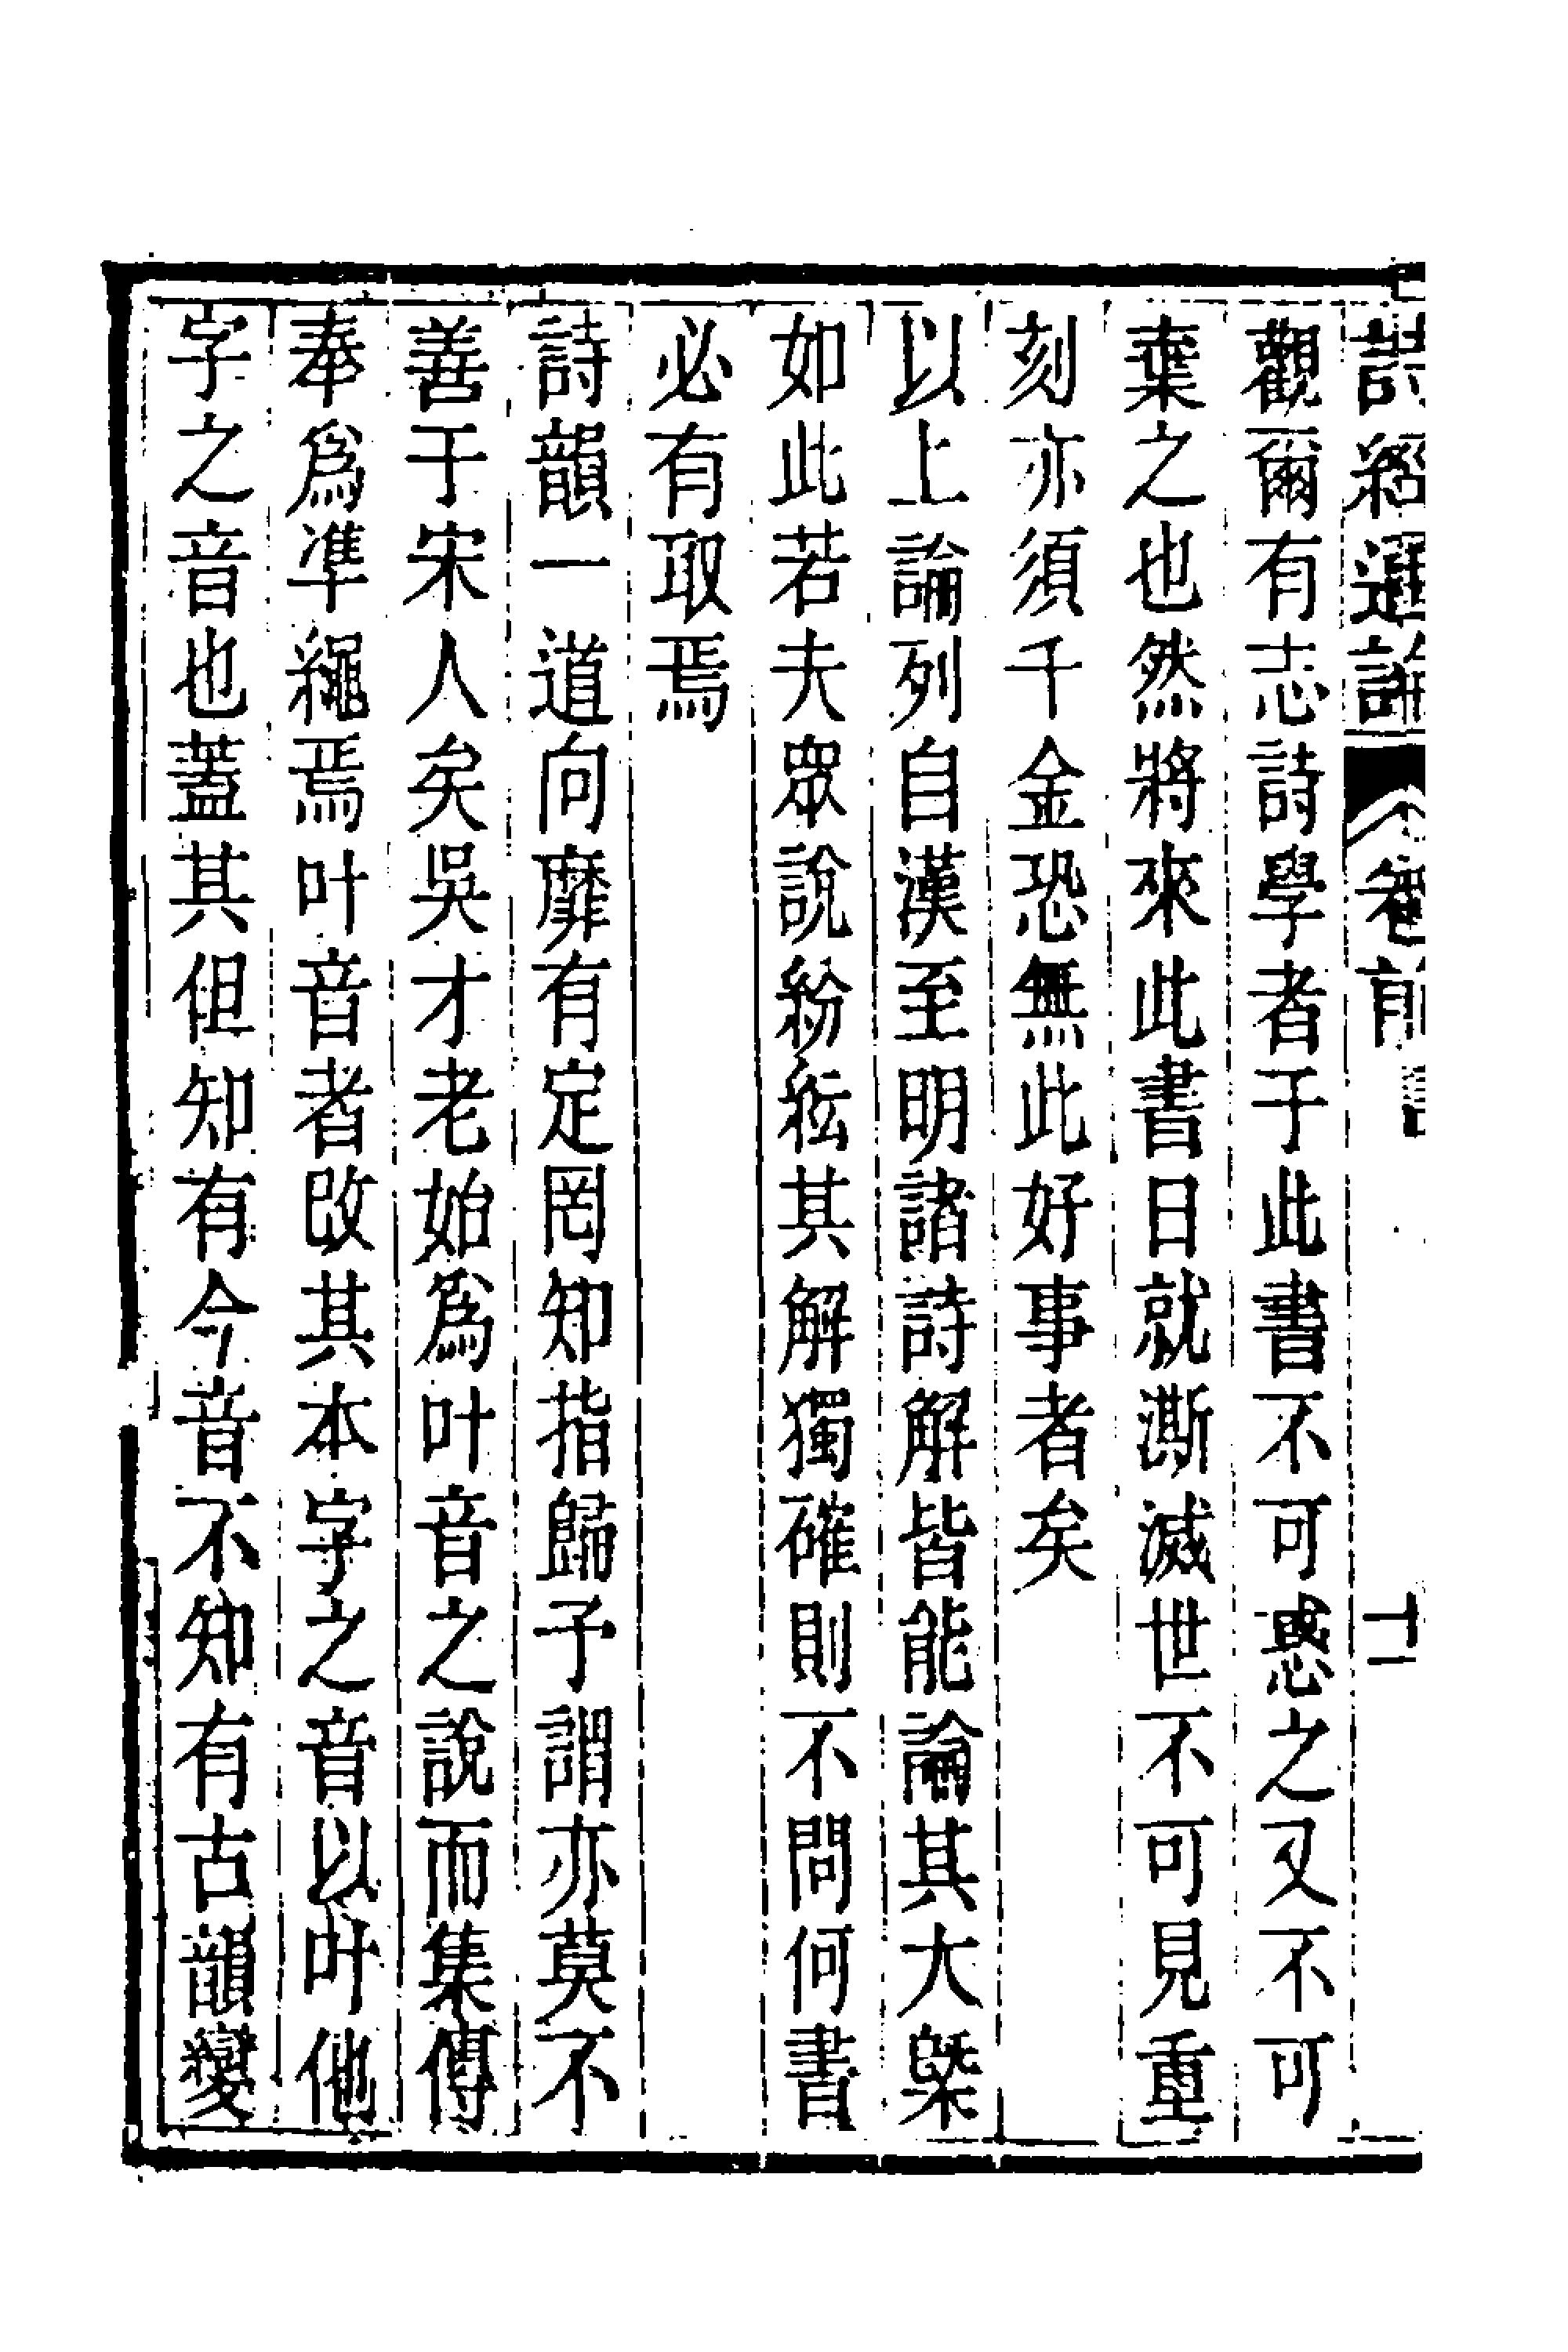 詩經通論 卷前 十一
觀爾有志詩學者于此書不可惑之又不可
棄之也然將來此書日就澌滅世不可見重
刻亦須千金恐無此好事者矣
以上論列自漢至明諸詩解皆能論其大槩
如此若夫眾說紛紜其解獨確則不問何書
必有取焉
詩韻一道向靡有定罔知指歸予謂亦莫不
善于宋人矣吳才老始爲叶音之說而集傳
奉爲準繩焉叶音者改其本字之音以叶他
字之音也蓋其但知有今音不知有古韻變